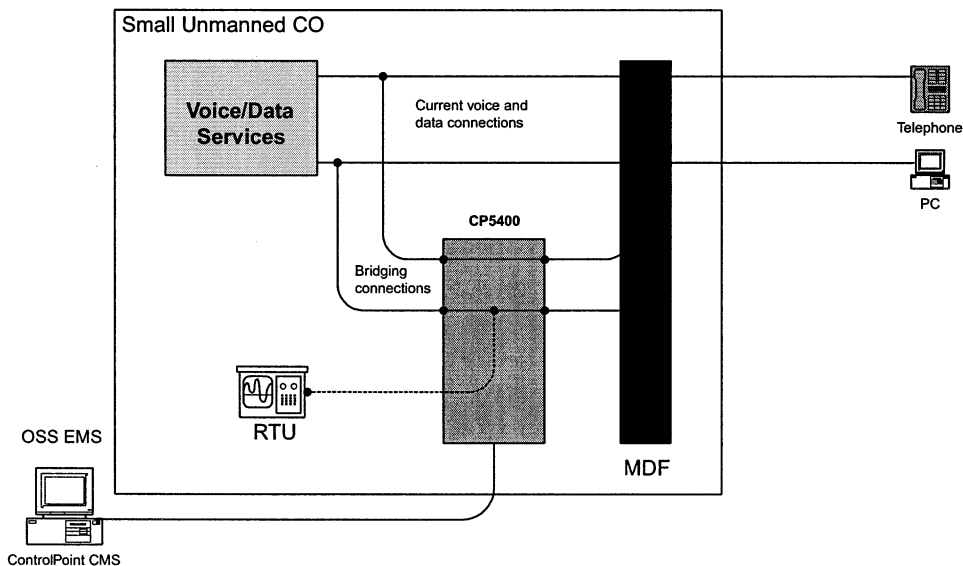 Small Unmanned CO
Voice/Data
Services
Current voice and
data connections
Telephone
PC
CP5400
Bridging
connections
RTU
OSS EMS
MDF
ControlPoint CMS